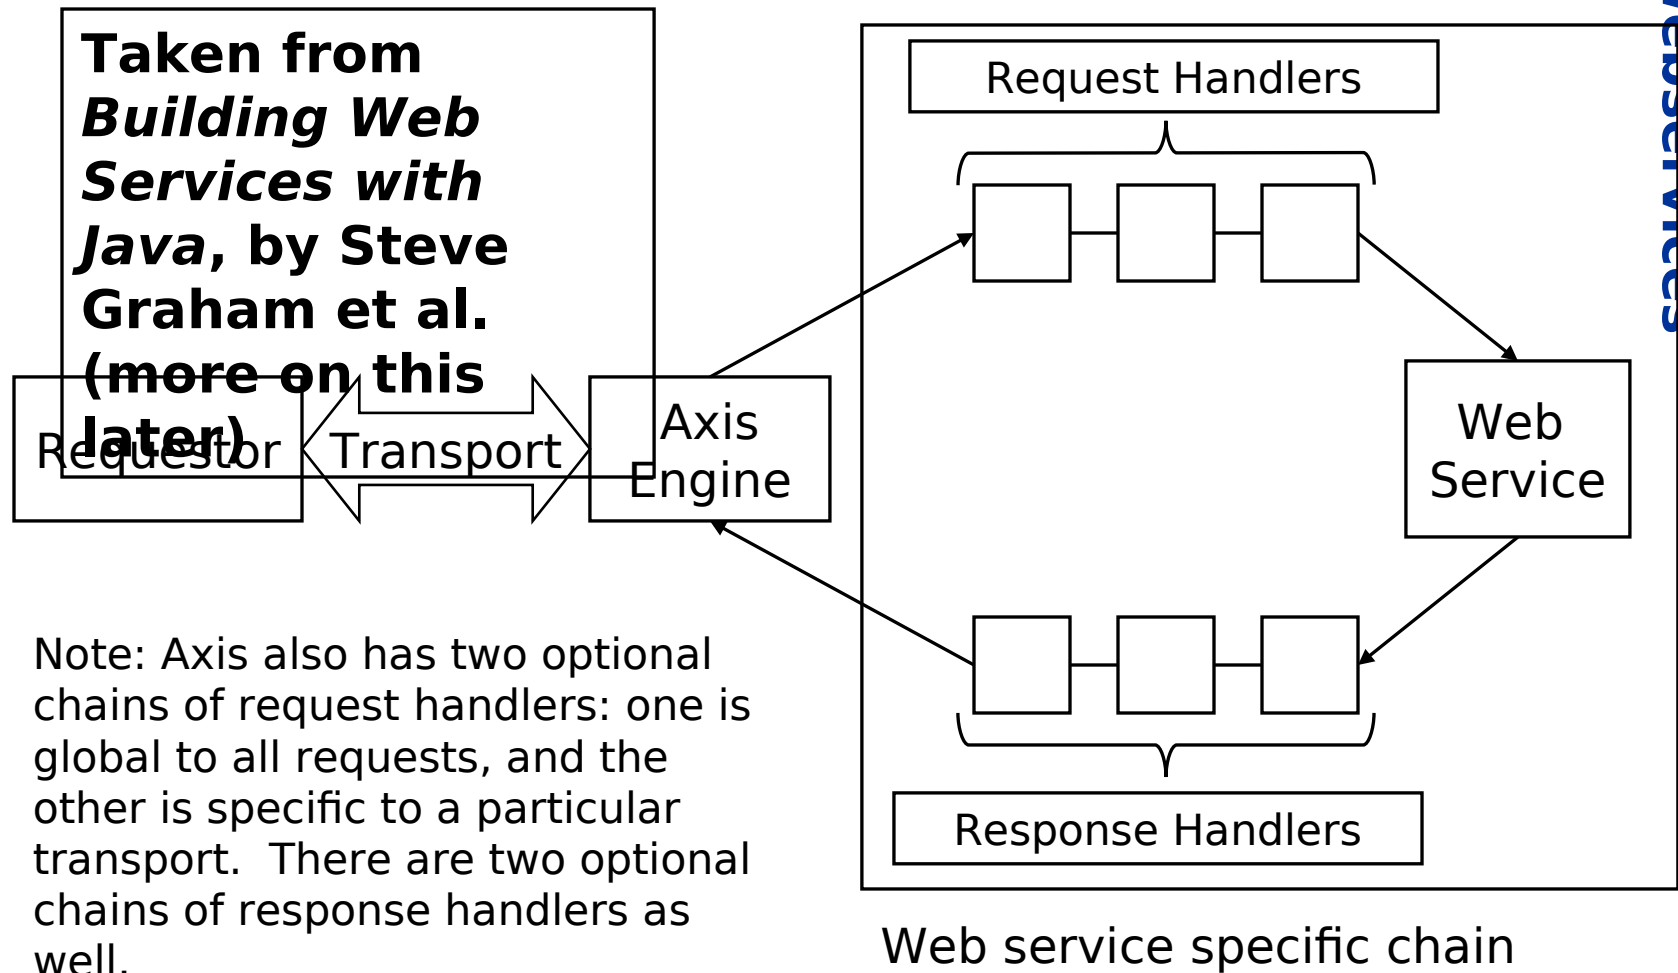 Taken from
Building Web
Services with
Java, by Steve
Graham et al.
(more on this
later)
Requestor
Transport
Axis
Engine
Request Handlers
Web
Service
Response Handlers
Note: Axis also has two optional
chains of request handlers: one is
global to all requests, and the
other is specific to a particular
transport.  There are two optional
chains of response handlers as
well.
Web service specific chain